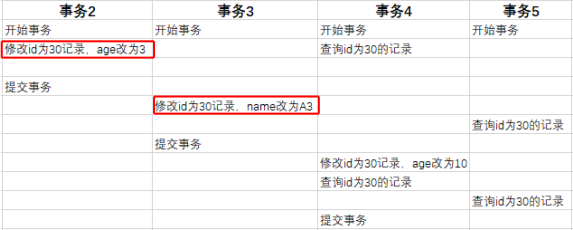 事务2 事务3 事务4 事务5
开始事务 开始事务 开始事务 开始事务
修改id为30记录、age改为3 查询id为30的记录
提交事务
修改id为30记录、name改为A3
查询id为30的记录
提交事务
修改id为30记录、age改为10
查询id为30的记录
查询id为30的记录
提交事务